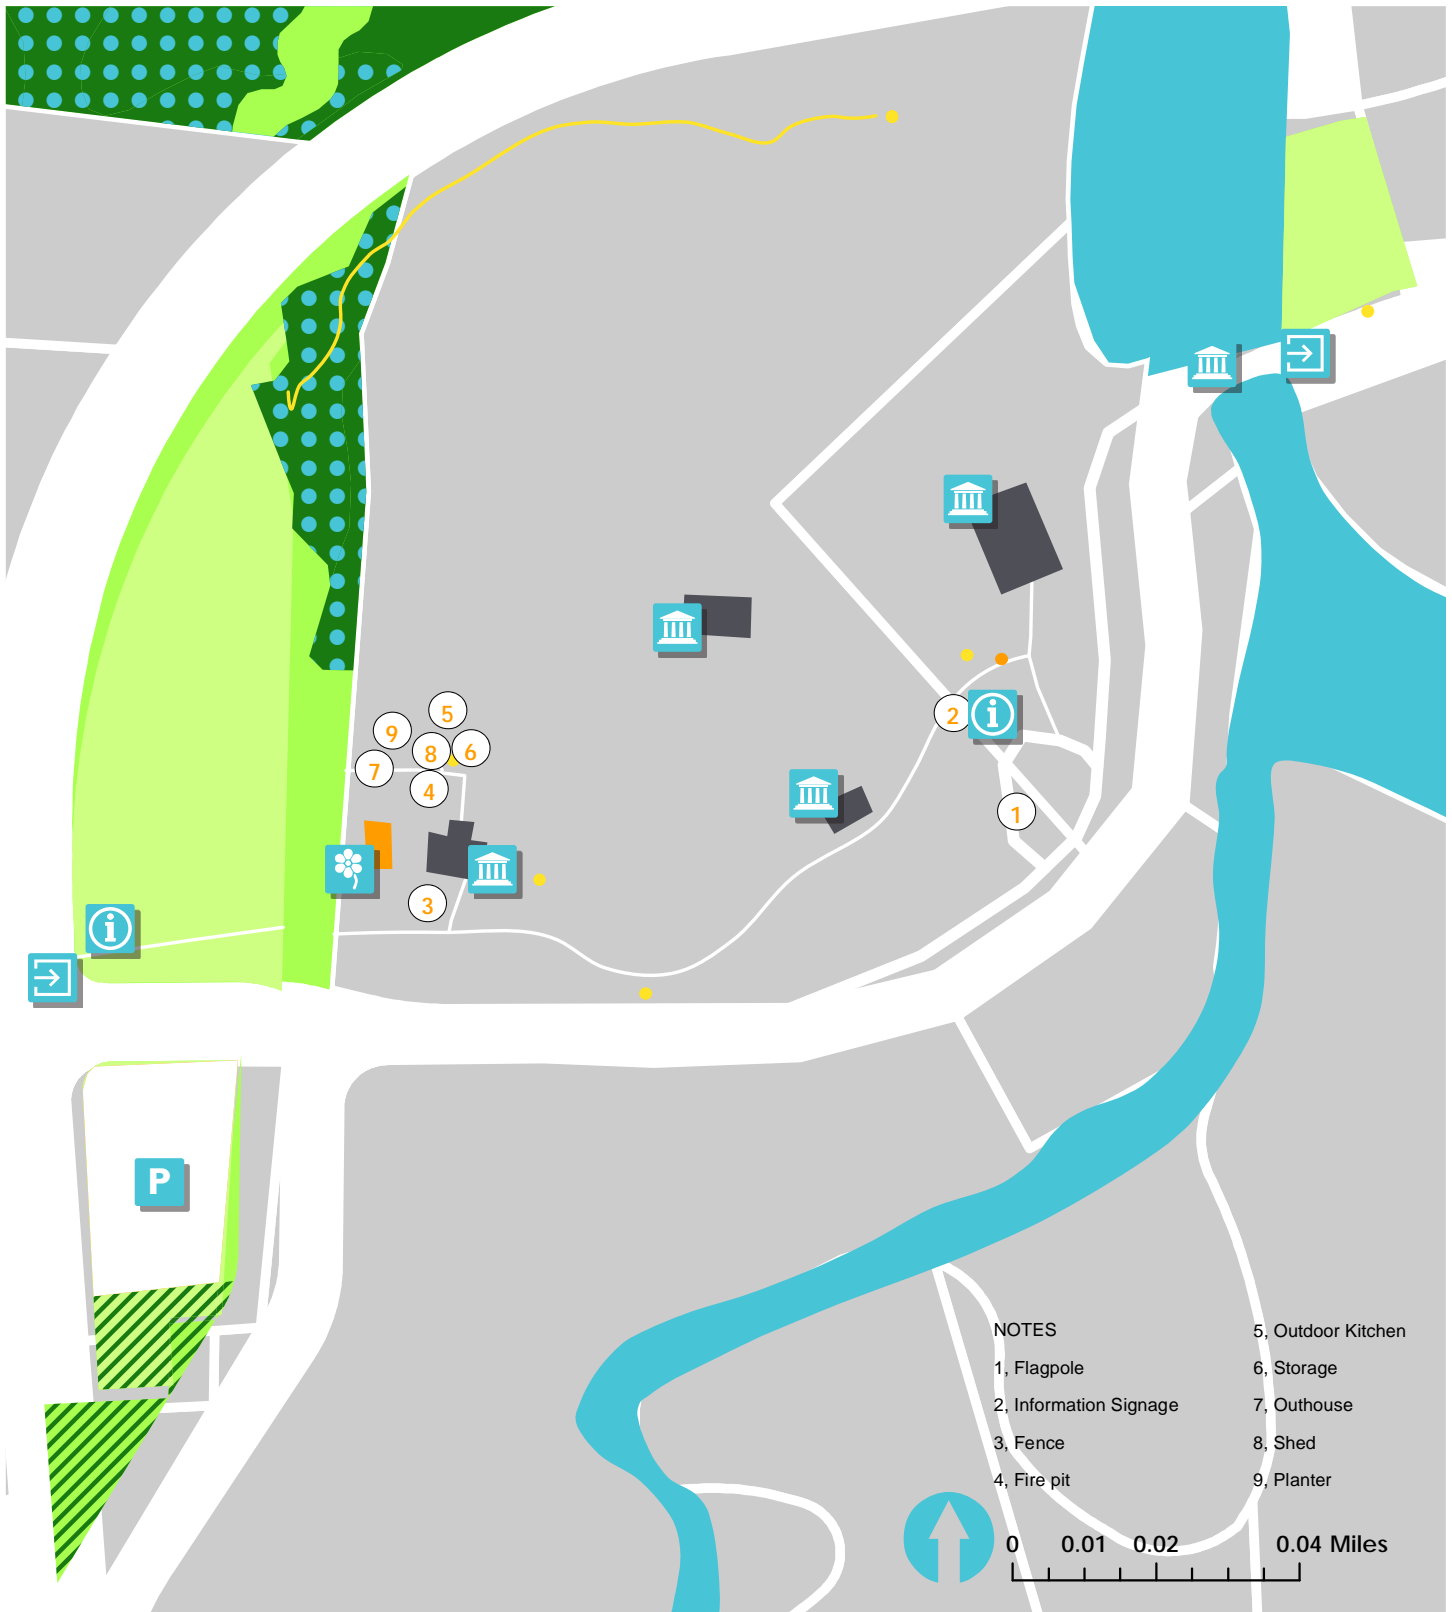 5
9
8
6
7
4
2
1
3
P
NOTES
1, Flagpole
2, Information Signage
3, Fence
4, Fire pit
5, Outdoor Kitchen
6, Storage
7, Outhouse
8, Shed
9, Planter
0 0.01 0.02 0.04 Miles